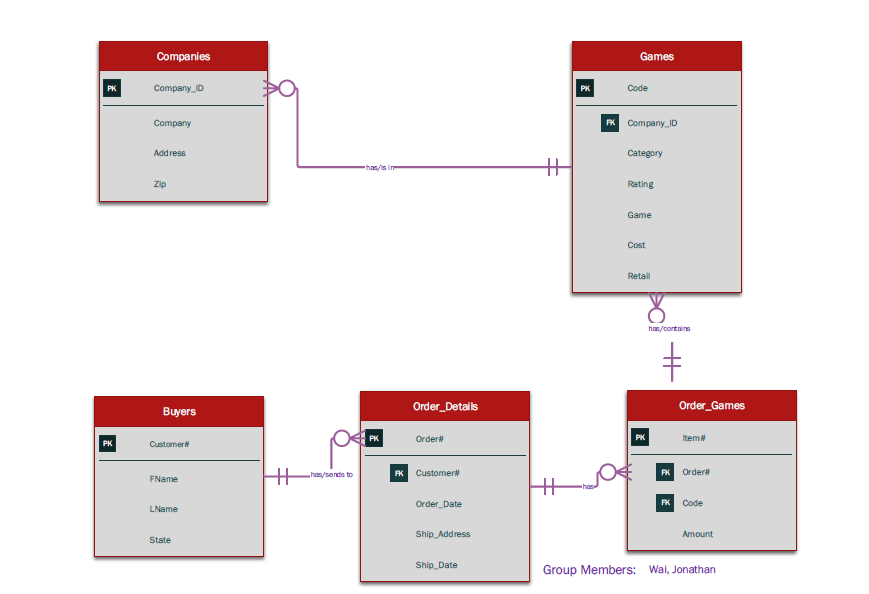 Companies
PK Company_ID
Company
Address
Zip
has/is in
Games
PK Code
FK Company_ID
Category
Rating
Game
Cost
Retail
has/contains
Buyers
PK Customer#
FName
LName
State
has/sends to
Order_Details
PK Order#
FK Customer#
Order_Date
Ship_Address
Ship_Date
has
Order_Games
PK Item#
FK Order#
FK Code
Amount
Group Members: Wai, Jonathan